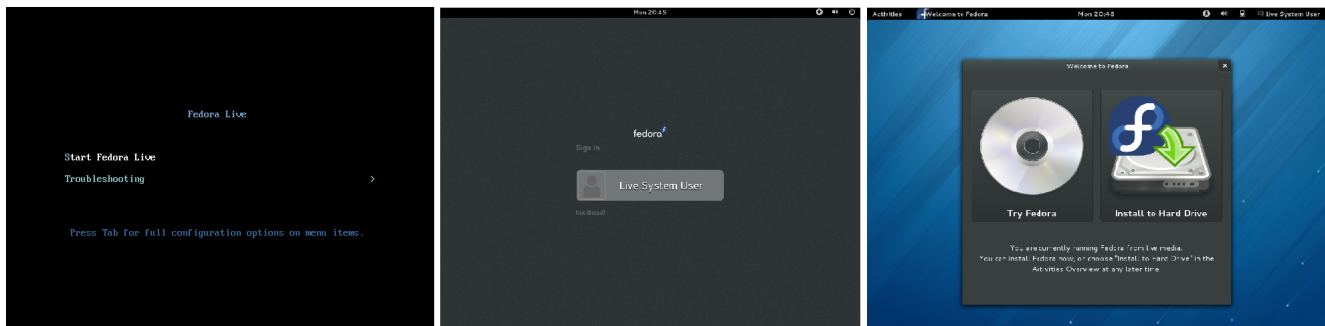 Fedora Live
Start Fedora Live
Troubleshooting >
Press Tab for full configuration options on menu items.
Mon 20:45
fedora
Sign In
Live System User
Not listed?
Activities Welcome to Fedora Mon 20:48 Live System User
Welcome to Fedora
Try Fedora Install to Hard Drive
You are currently running Fedora from live media.
You can install Fedora now, or choose "Install to Hard Drive" in the
Activities Overview at any later time.